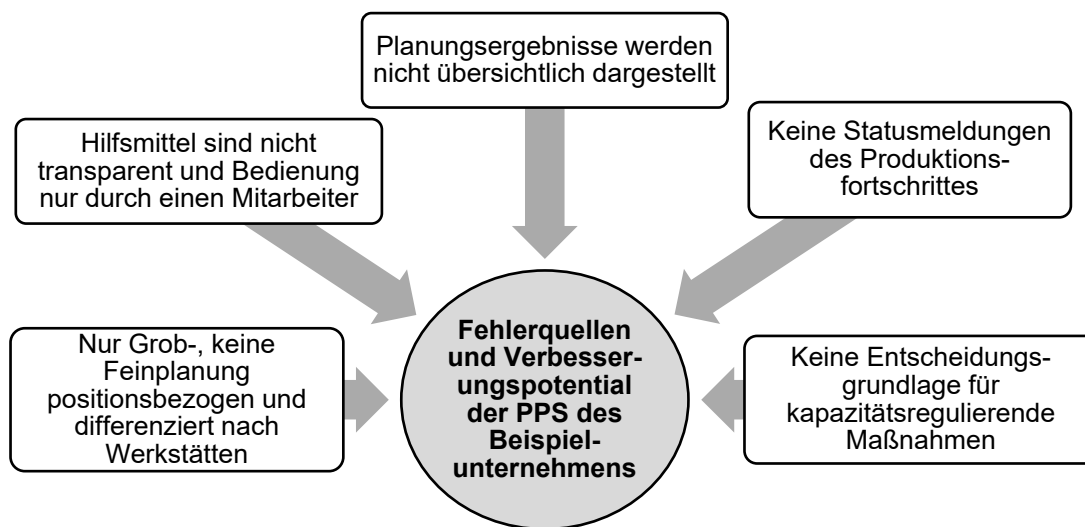 Planungsergebnisse werden
nicht übersichtlich dargestellt
Hilfsmittel sind nicht
transparent und Bedienung
nur durch einen Mitarbeiter
Keine Statusmeldungen
des Produktions-
fortschrittes
Nur Grob-, keine
Feinplanung
positionsbezogen und
differenziert nach
Werkstätten
Fehlerquellen
und Verbesser-
ungspotential
der PPS des
Beispiel-
unternehmens
Keine Entscheidungs-
grundlage für
kapazitätsregulierende
Maßnahmen